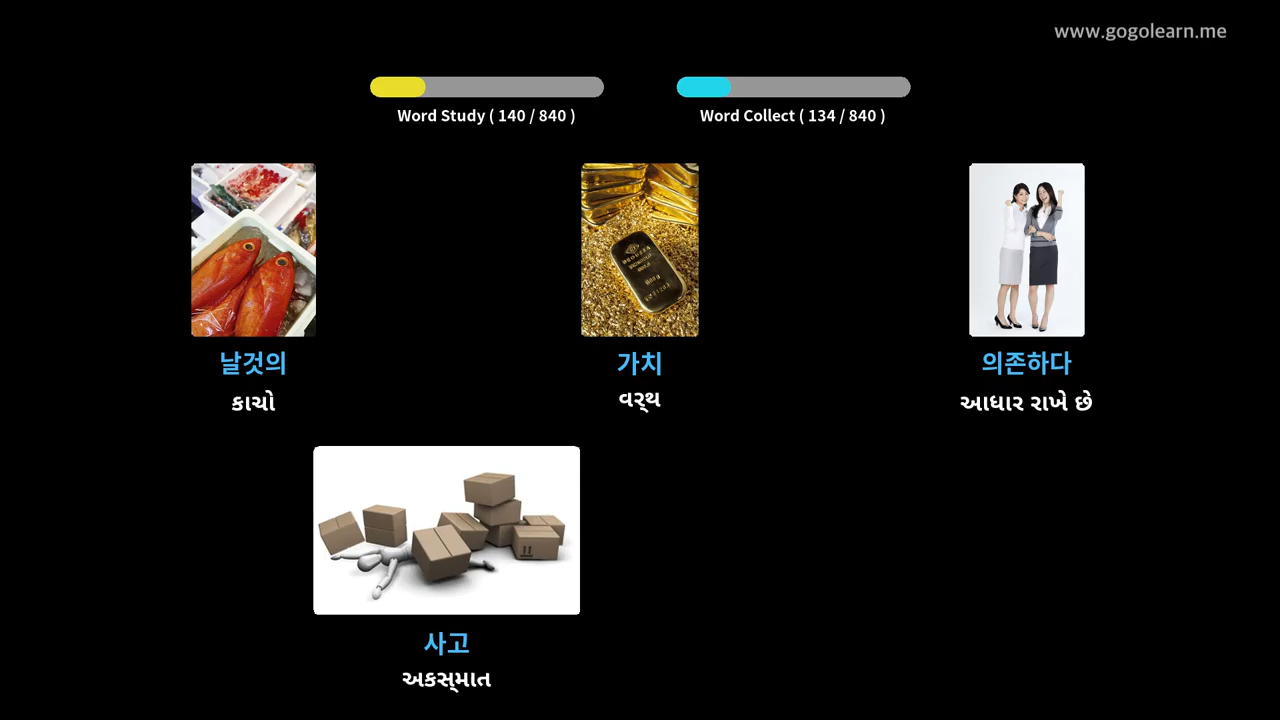 www.gogolearn.me
Word Study ( 140 / 840 )
Word Collect ( 134 / 840 )
날것의
가치
의존하다
કાચો
વર્થ
આધાર રાખે છે
사고
અકસ્માત